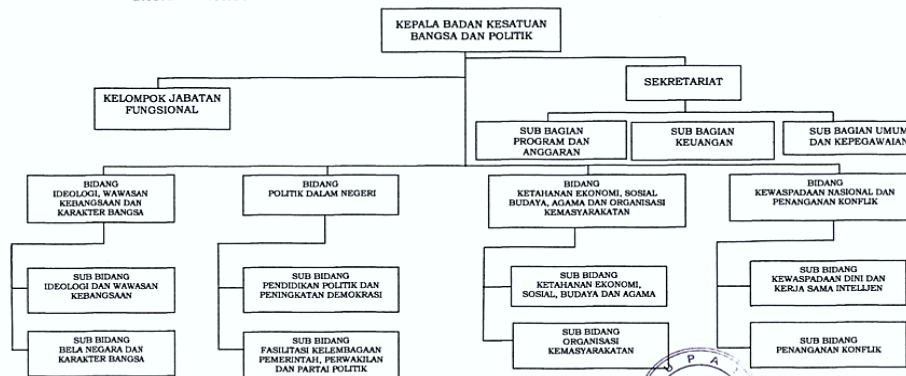 KEPALA BADAN KESATUAN
BANGSA DAN POLITIK
SEKRETARIAT
KELOMPOK JABATAN
FUNGSIONAL
SUB BAGIAN
PROGRAM DAN
ANGGARAN
SUB BAGIAN
KEUANGAN
SUB BAGIAN UMUM
DAN KEPEGAWAIAN
BIDANG
IDEOLOGI, WAWASAN
KEBANGSAAN DAN
KARAKTER BANGSA
BIDANG
POLITIK DALAM NEGERI
BIDANG
KETAHANAN EKONOMI, SOSIAL
BUDAYA, AGAMA DAN ORGANISASI
KEMASYARAKATAN
BIDANG
KEWASPADAAN NASIONAL DAN
PENANGANAN KONFLIK
SUB BIDANG
IDEOLOGI DAN WAWASAN
KEBANGSAAN
SUB BIDANG
PENDIDIKAN POLITIK DAN
PENINGKATAN DEMOKRASI
SUB BIDANG
KETAHANAN EKONOMI,
SOSIAL, BUDAYA DAN AGAMA
SUB BIDANG
KEWASPADAAN DINI DAN
KERJA SAMA INTELIJEN
SUB BIDANG
BELA NEGARA DAN
KARAKTER BANGSA
SUB BIDANG
FASILITASI KELEMBAGAAN
PEMERINTAH, PERWAKILAN
DAN PARTAI POLITIK
SUB BIDANG
ORGANISASI
KEMASYARAKATAN
SUB BIDANG
PENANGANAN KONFLIK
U P A